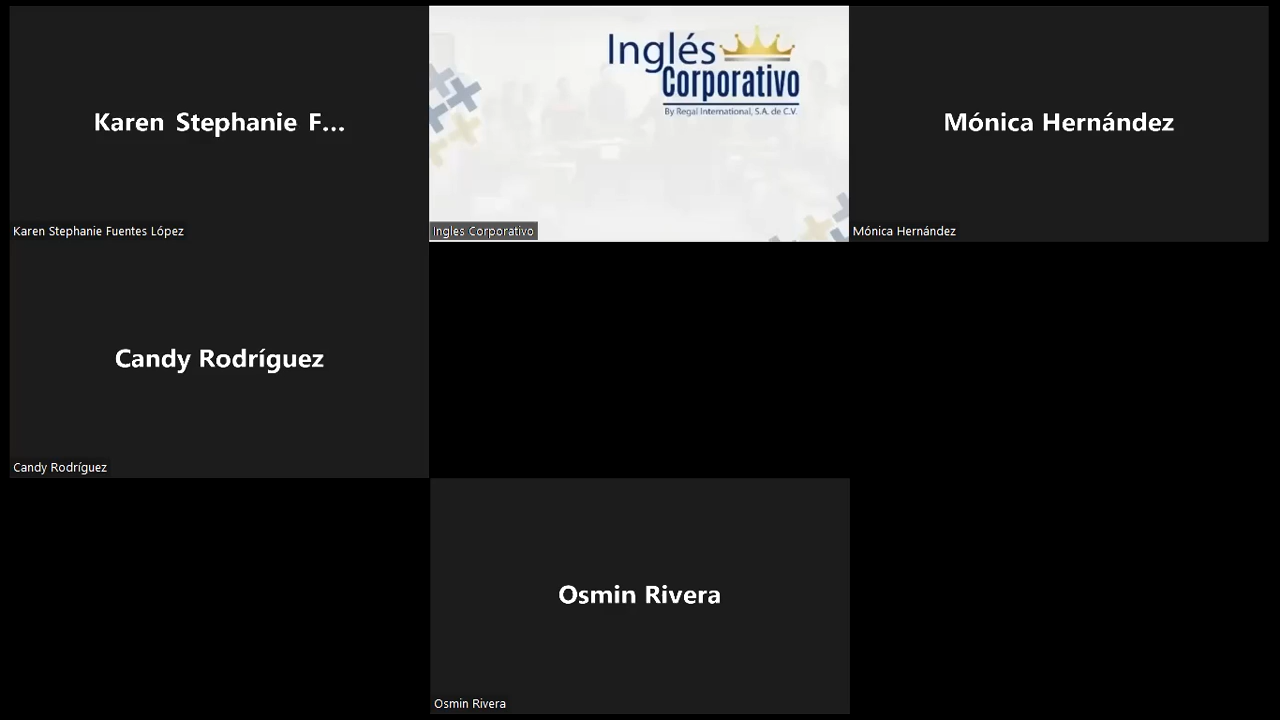 Karen Stephanie F...
Karen Stephanie Fuentes López
Inglés
Corporativo
By Regal International, S.A. de C.V.
Ingles Corporativo
Mónica Hernández
Mónica Hernández
Candy Rodríguez
Candy Rodríguez
Osmin Rivera
Osmin Rivera